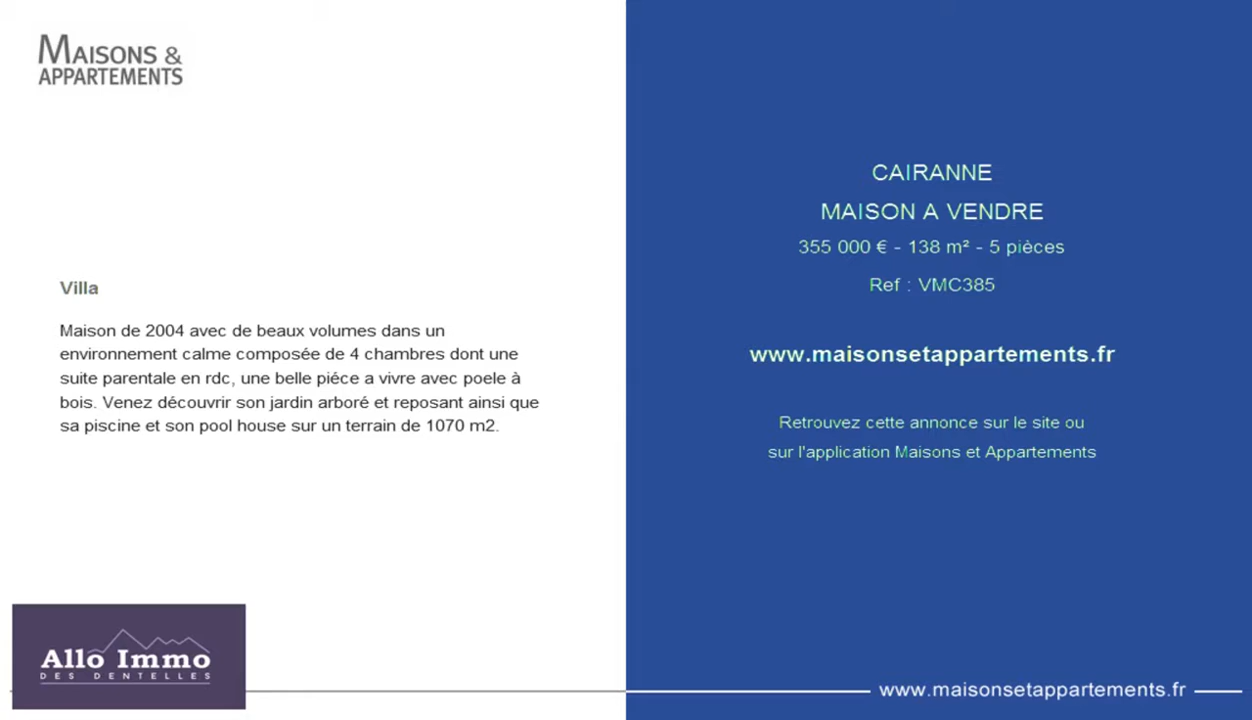 MAISONS &
APPARTEMENTS
Villa
Maison de 2004 avec de beaux volumes dans un
environnement calme composée de 4 chambres dont une
suite parentale en rdc, une belle piéce a vivre avec poele à
bois. Venez découvrir son jardin arboré et reposant ainsi que
sa piscine et son pool house sur un terrain de 1070 m2.
Allo Immo
DES DENTELLES
CAIRANNE
MAISON A VENDRE
355 000 € - 138 m² - 5 pièces
Ref : VMC385
www.maisonsetappartements.fr
Retrouvez cette annonce sur le site ou
sur l'application Maisons et Appartements
www.maisonsetappartements.fr